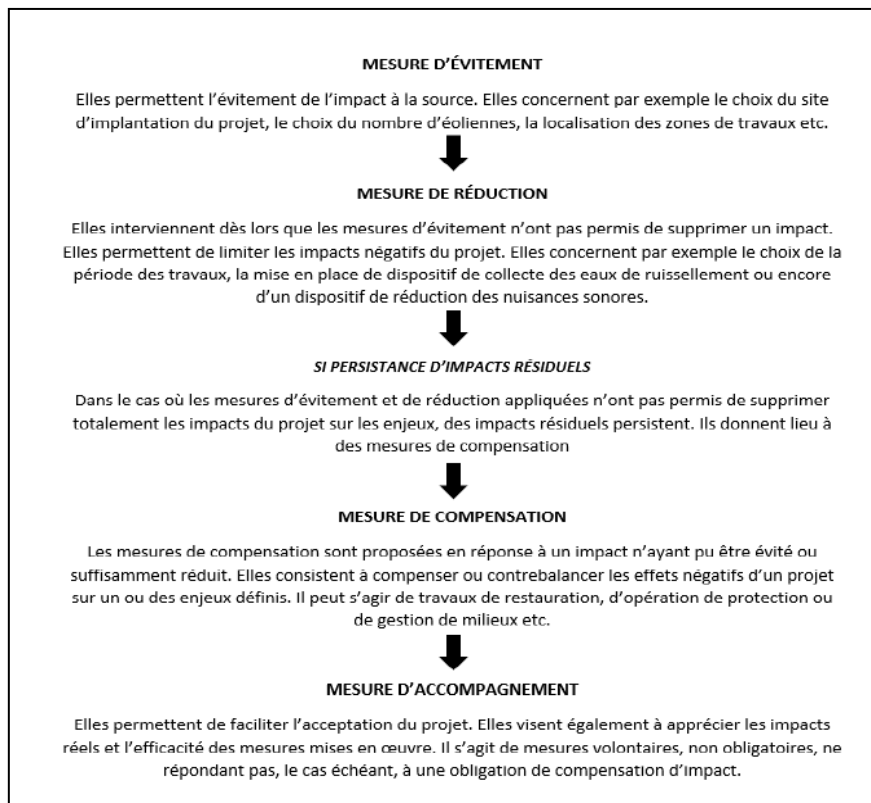 MESURE D'ÉVITEMENT
Elles permettent l'évitement de l'impact à la source. Elles concernent par exemple le choix du site
d'implantation du projet, le choix du nombre d'éoliennes, la localisation des zones de travaux etc.
MESURE DE RÉDUCTION
Elles interviennent dès lors que les mesures d'évitement n'ont pas permis de supprimer un impact.
Elles permettent de limiter les impacts négatifs du projet. Elles concernent par exemple le choix de la
période des travaux, la mise en place de dispositif de collecte des eaux de ruissellement ou encore
d'un dispositif de réduction des nuisances sonores.
SI PERSISTANCE D'IMPACTS RÉSIDUELS
Dans le cas où les mesures d'évitement et de réduction appliquées n'ont pas permis de supprimer
totalement les impacts du projet sur les enjeux, des impacts résiduels persistent. Ils donnent lieu à
des mesures de compensation
MESURE DE COMPENSATION
Les mesures de compensation sont proposées en réponse à un impact n'ayant pu être évité ou
suffisamment réduit. Elles consistent à compenser ou contrebalancer les effets négatifs d'un projet
sur un ou des enjeux définis. Il peut s'agir de travaux de restauration, d'opération de protection ou
de gestion de milieux etc.
MESURE D'ACCOMPAGNEMENT
Elles permettent de faciliter l'acceptation du projet. Elles visent également à apprécier les impacts
réels et l'efficacité des mesures mises en œuvre. Il s'agit de mesures volontaires, non obligatoires, ne
répondant pas, le cas échéant, à une obligation de compensation d'impact.